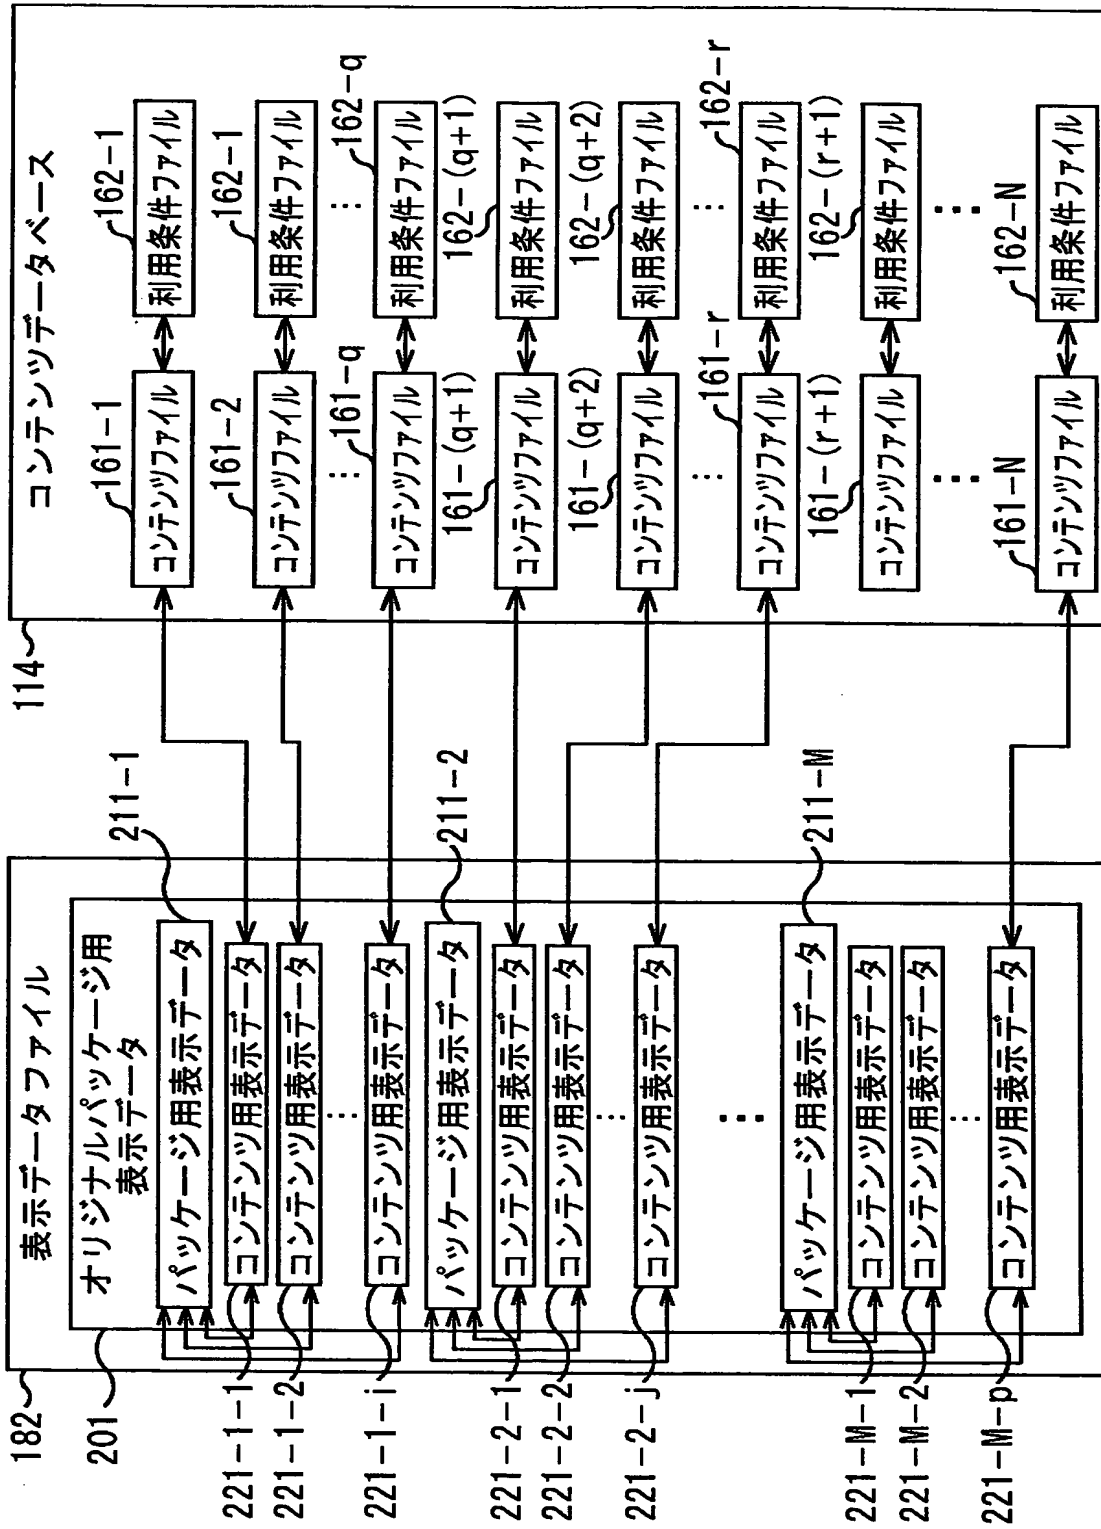 182
表示データファイル
201
オリジナルパッケージ用
表示データ
211-1
パッケージ用表示データ
221-1-1
コンテンツ用表示データ
221-1-2
コンテンツ用表示データ
⋯
221-1-i
コンテンツ用表示データ
211-2
パッケージ用表示データ
221-2-1
コンテンツ用表示データ
221-2-2
コンテンツ用表示データ
⋯
221-2-j
コンテンツ用表示データ
⋯
211-M
パッケージ用表示データ
221-M-1
コンテンツ用表示データ
221-M-2
コンテンツ用表示データ
⋯
221-M-p
コンテンツ用表示データ
114
コンテンツデータベース
161-1
コンテンツファイル
162-1
利用条件ファイル
161-2
コンテンツファイル
162-1
利用条件ファイル
⋯
⋯
161-q
コンテンツファイル
162-q
利用条件ファイル
161-(q+1)
コンテンツファイル
162-(q+1)
利用条件ファイル
161-(q+2)
コンテンツファイル
162-(q+2)
利用条件ファイル
⋯
⋯
161-r
コンテンツファイル
162-r
利用条件ファイル
161-(r+1)
コンテンツファイル
162-(r+1)
利用条件ファイル
⋯
⋯
161-N
コンテンツファイル
162-N
利用条件ファイル